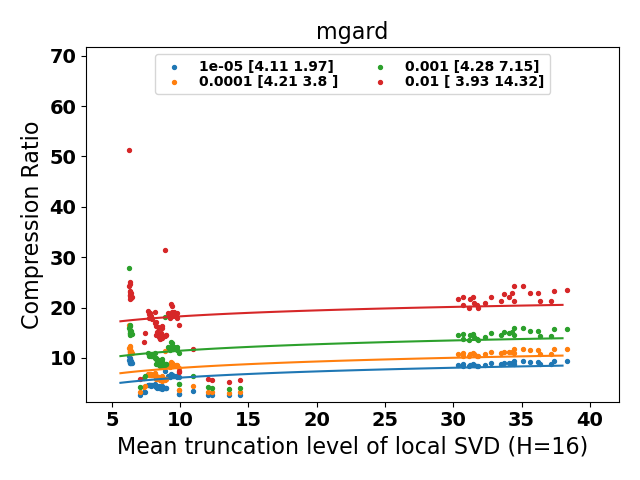 mgard
1e-05 [4.11 1.97]
0.0001 [4.21 3.8 ]
0.001 [4.28 7.15]
0.01 [ 3.93 14.32]
Compression Ratio
70
60
50
40
30
20
10
5 10 15 20 25 30 35 40
Mean truncation level of local SVD (H=16)